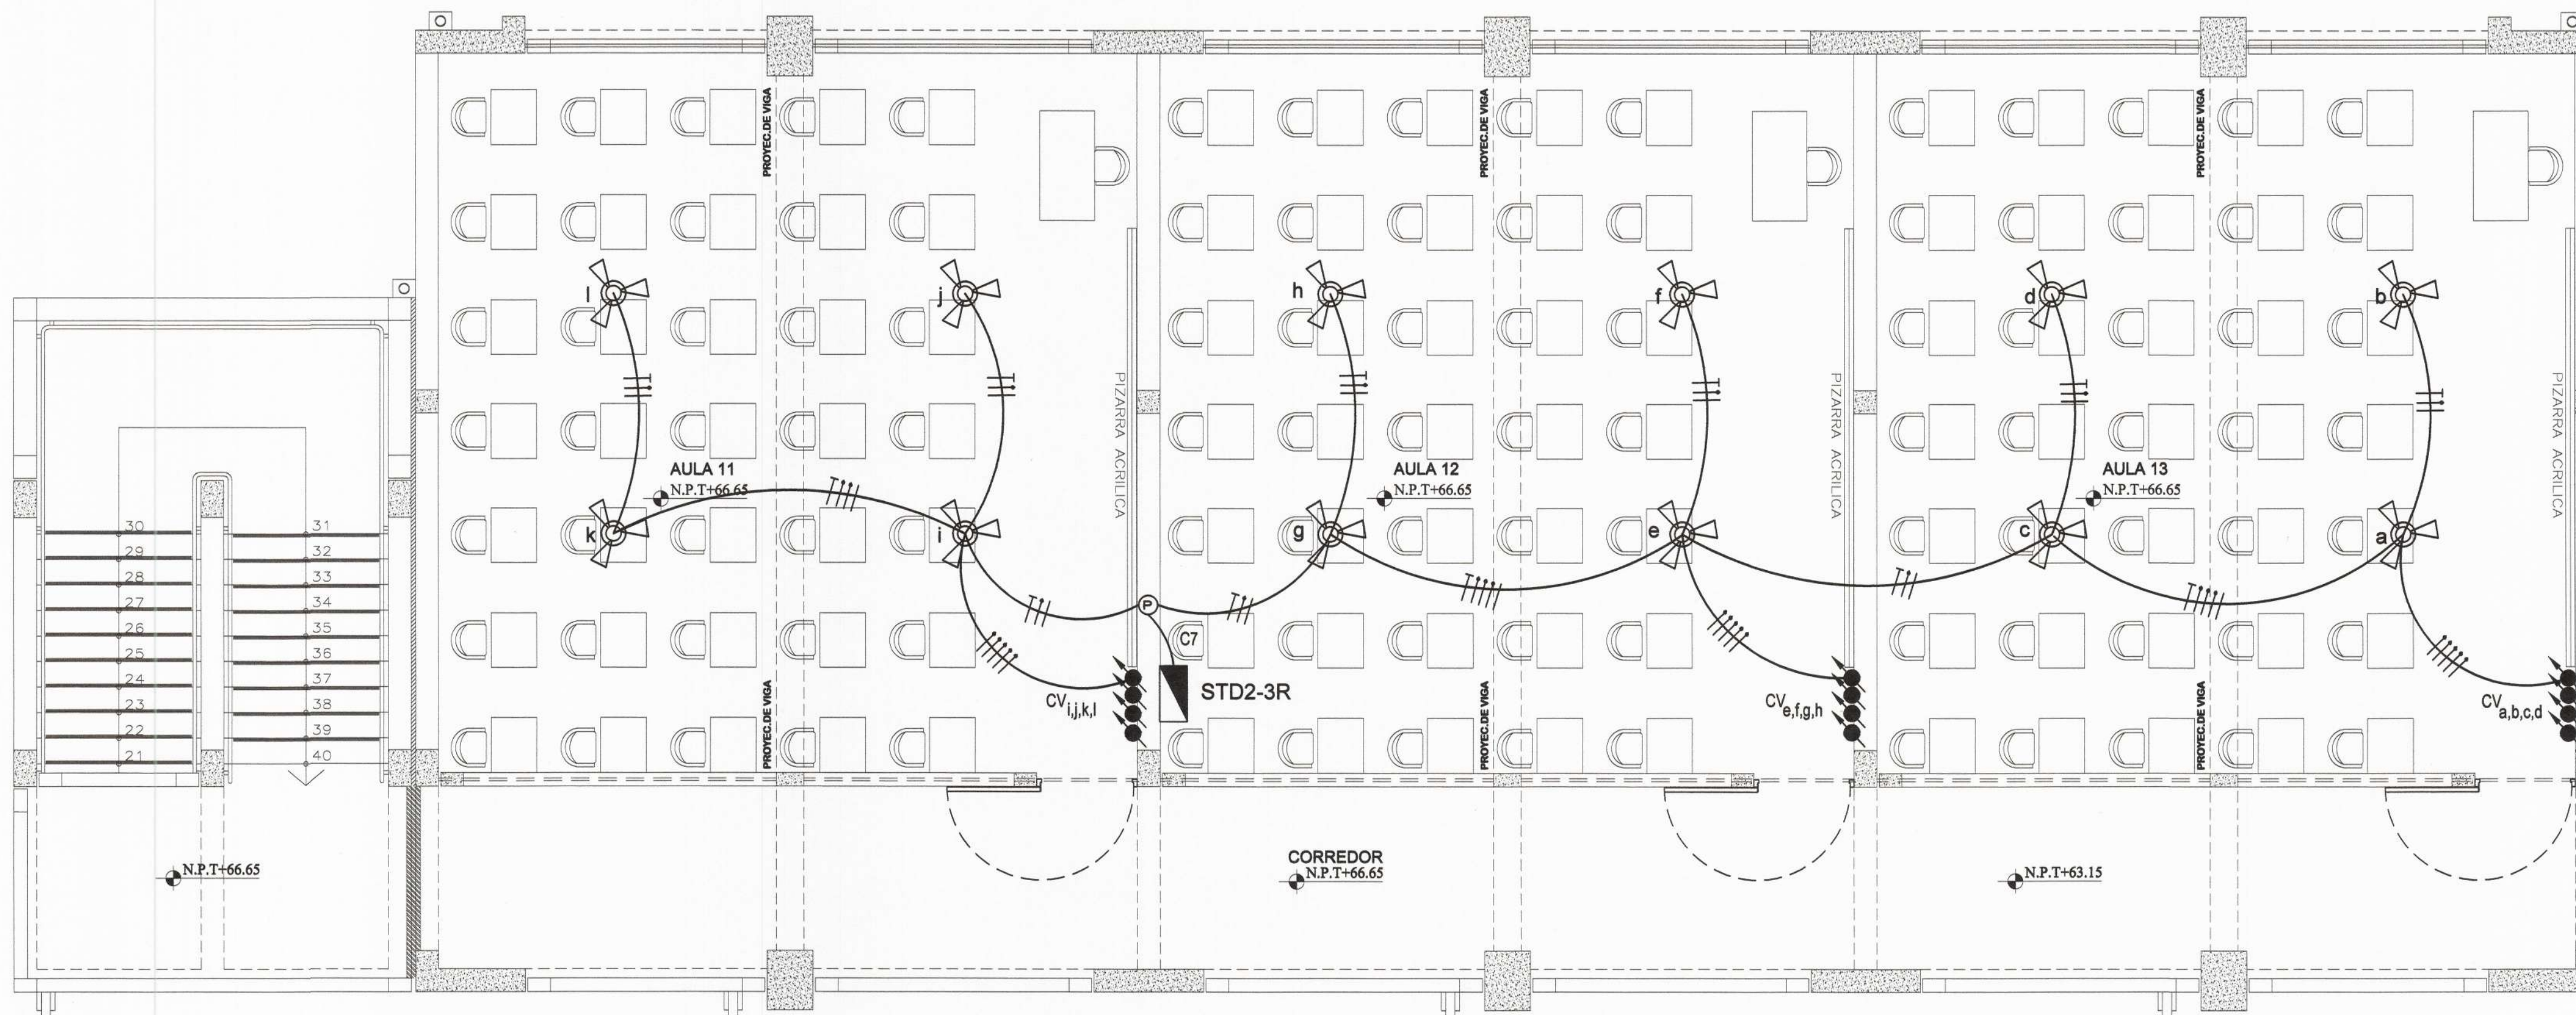 PROYEC.DE VIGA
PROYEC.DE VIGA
PROYEC.DE VIGA
l
j
h
f
d
b
PIZARRA ACRILICA
PIZARRA ACRILICA
PIZARRA ACRILICA
AULA 11
N.P.T+66.65
AULA 12
N.P.T+66.65
AULA 13
N.P.T+66.65
k
i
g
e
c
a
30
29
28
27
26
25
24
23
22
21
31
32
33
34
35
36
37
38
39
40
P
C7
STD2-3R
CV i,j,k,l
CV e,f,g,h
CV a,b,c,d
PROYEC.DE VIGA
PROYEC.DE VIGA
PROYEC.DE VIGA
N.P.T+66.65
CORREDOR
N.P.T+66.65
N.P.T+63.15